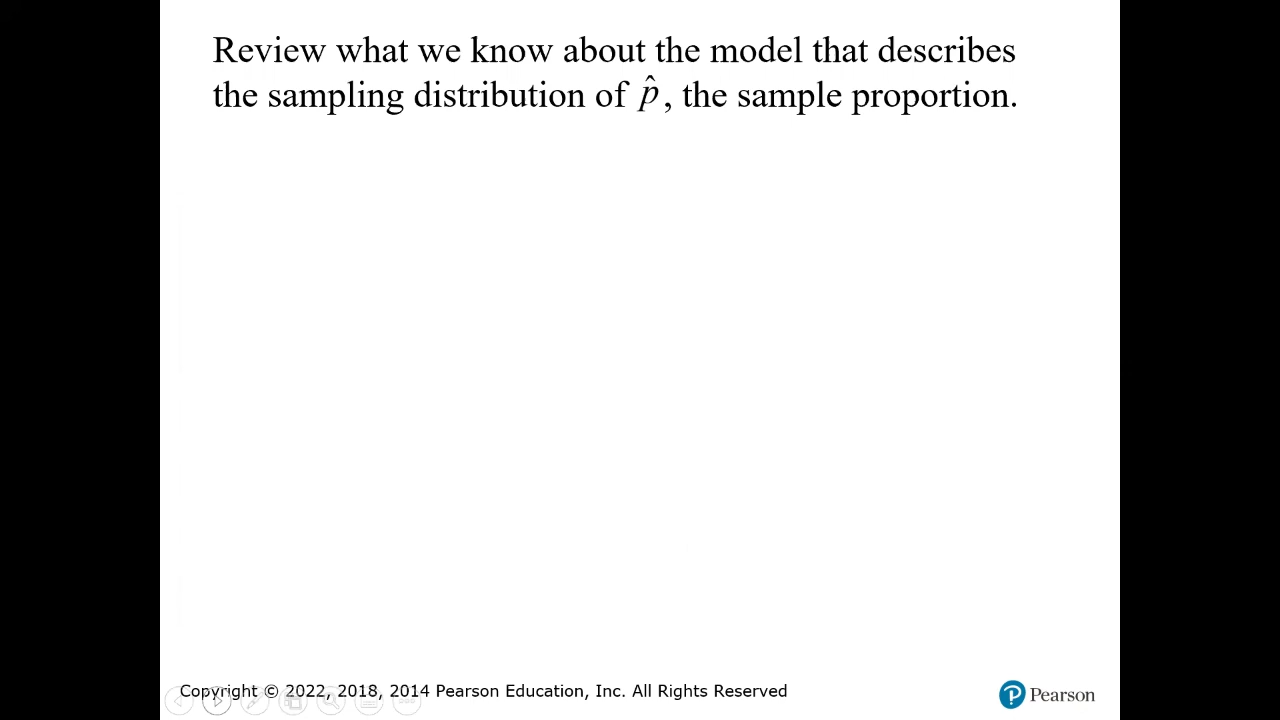 Review what we know about the model that describes
the sampling distribution of p̂, the sample proportion.
Copyright © 2022, 2018, 2014 Pearson Education, Inc. All Rights Reserved
Pearson